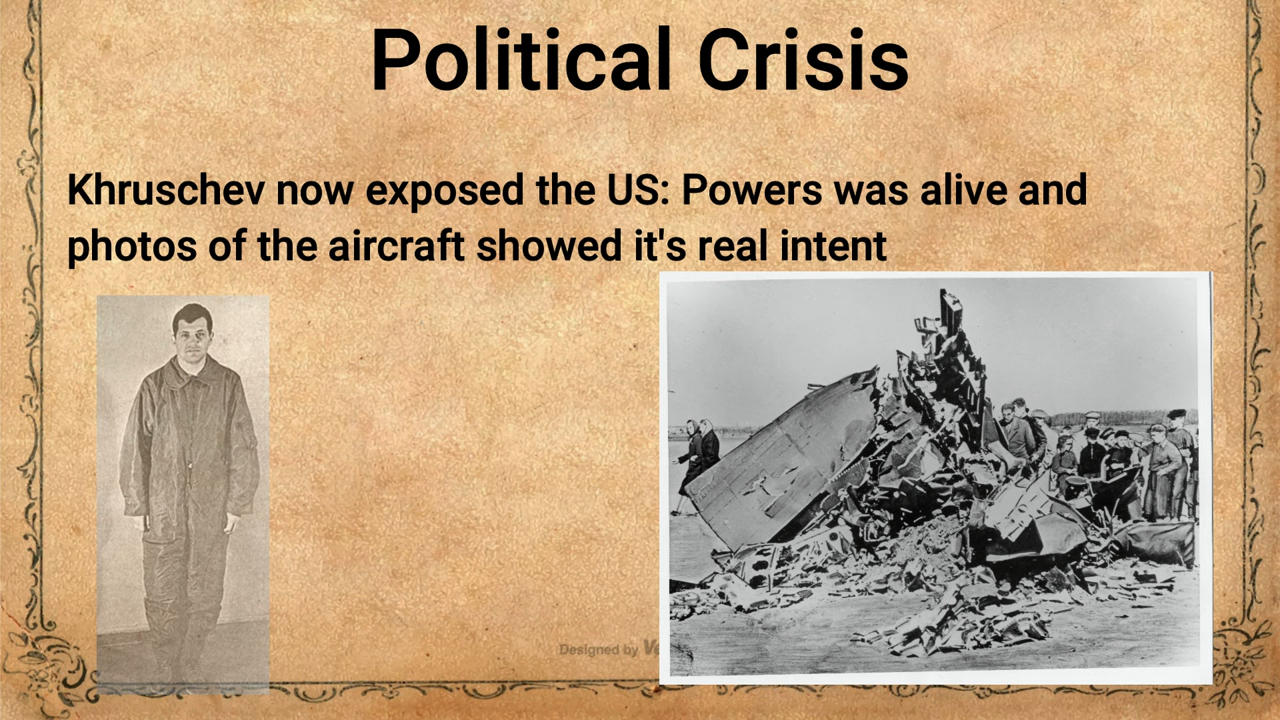 Political Crisis
Khruschev now exposed the US: Powers was alive and
photos of the aircraft showed it's real intent
Designed by